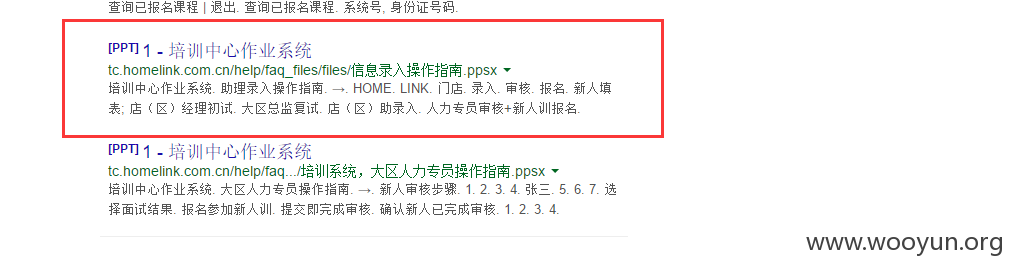 查询已报名课程 | 退出. 查询已报名课程. 系统号, 身份证号码.
[PPT] 1 - 培训中心作业系统
tc.homelink.com.cn/help/faq_files/files/信息录入操作指南.ppsx
培训中心作业系统. 助理录入操作指南. →. HOME. LINK. 门店. 录入. 审核. 报名. 新人填
表; 店（区）经理初试. 大区总监复试. 店（区）助录入. 人力专员审核+新人训报名.
[PPT] 1 - 培训中心作业系统
tc.homelink.com.cn/help/faq.../培训系统，大区人力专员操作指南.ppsx
培训中心作业系统. 大区人力专员操作指南. →. 新人审核步骤. 1. 2. 3. 4. 张三. 5. 6. 7. 选
择面试结果. 报名参加新人训. 提交即完成审核. 确认新人已完成审核. 1. 2. 3. 4.
www.wooyun.org